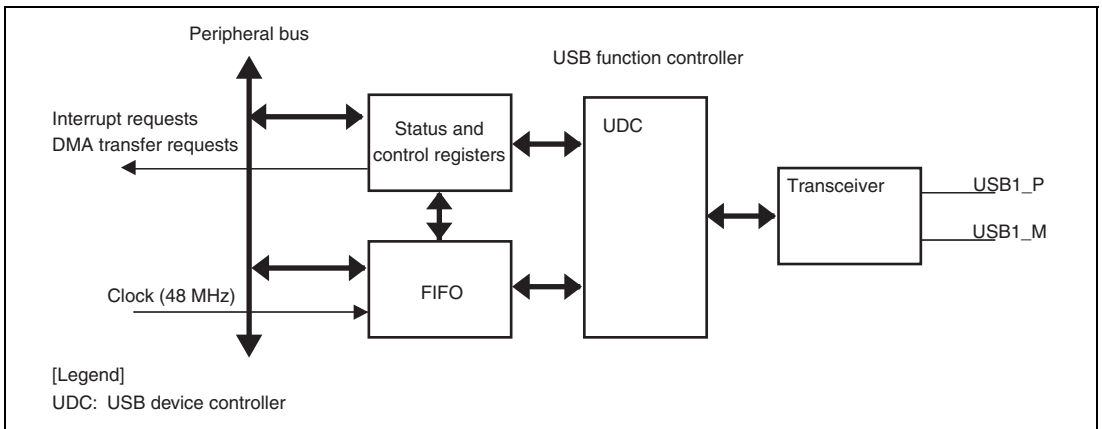 Peripheral bus
USB function controller
Interrupt requests
DMA transfer requests
Status and
control registers
UDC
Transceiver
USB1_P
USB1_M
FIFO
Clock (48 MHz)
[Legend]
UDC: USB device controller